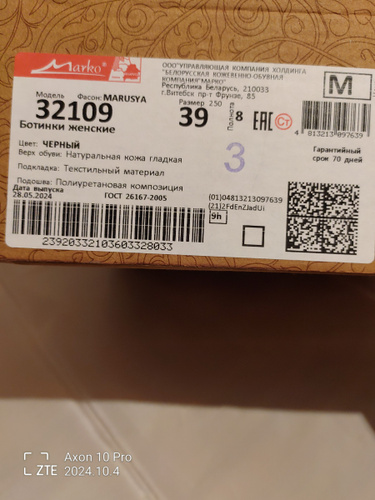 Marko®
ООО"УПРАВЛЯЮЩАЯ КОМПАНИЯ ХОЛДИНГА
"БЕЛОРУССКАЯ КОЖЕВЕННО-ОБУВНАЯ
КОМПАНИЯ"МАРКО"
Республика Беларусь, 210033
г.Витебск пр-т Фрунзе, 85
M
Модель Фасон: MARUSYA
32109
Ботинки женские
Размер 250
39
Полнота
8
ЕАС
Ст
4 813213 097639
Гарантийный
срок 70 дней
3
Цвет: ЧЕРНЫЙ
Верх обуви: Натуральная кожа гладкая
Подкладка: Текстильный материал
Подошва: Полиуретановая композиция
Дата выпуска
28.05.2024
ГОСТ 26167-2005
(01)04813213097639
(21)2FdEnZJadUi
9h
239203321036033 28033
Axon 10 Pro
ZTE 2024.10.4